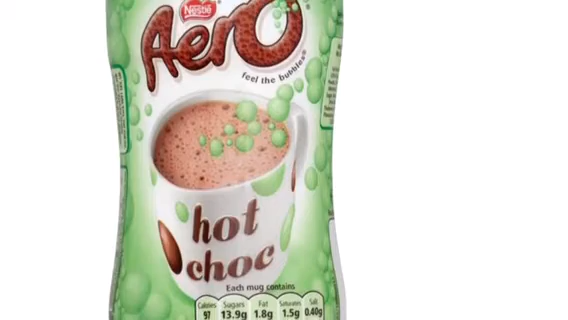 Nestlé
Aero
feel the bubbles®
hot
choc
Each mug contains
Calories Sugars Fat Saturates Salt
97 13.9g 1.8g 1.5g 0.40g